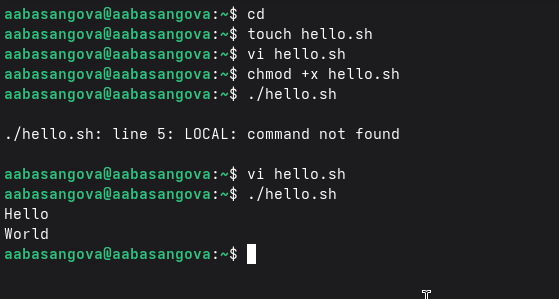 aabasangova@aabasangova:~$ cd
aabasangova@aabasangova:~$ touch hello.sh
aabasangova@aabasangova:~$ vi hello.sh
aabasangova@aabasangova:~$ chmod +x hello.sh
aabasangova@aabasangova:~$ ./hello.sh
./hello.sh: line 5: LOCAL: command not found
aabasangova@aabasangova:~$ vi hello.sh
aabasangova@aabasangova:~$ ./hello.sh
Hello
World
aabasangova@aabasangova:~$